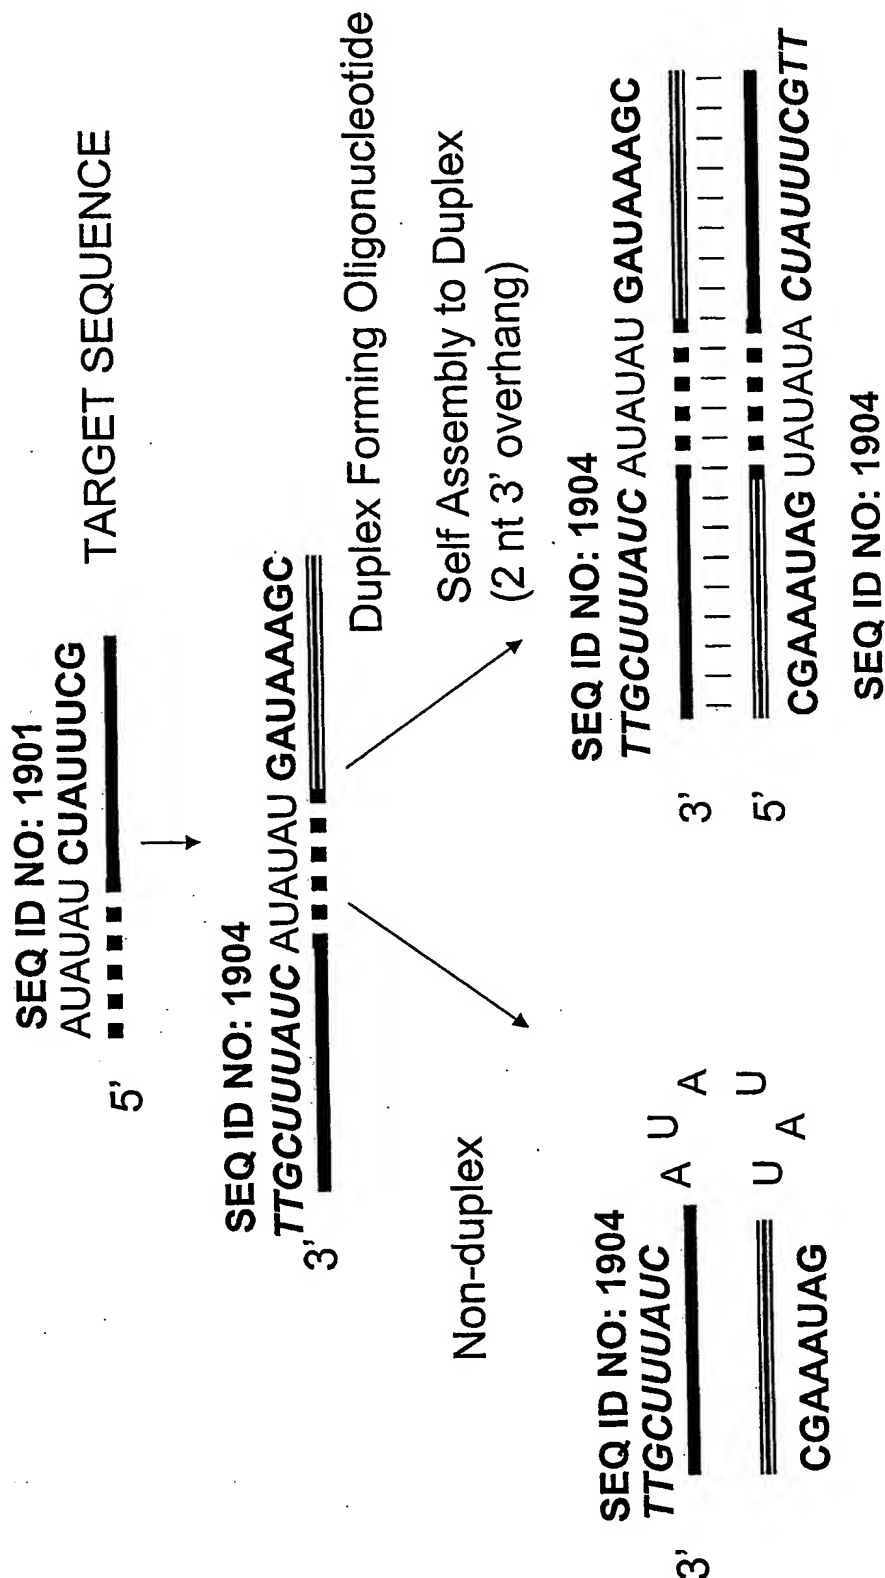 SEQ ID NO: 1901
AUAUAU CUAUUUCG
5'
TARGET SEQUENCE
SEQ ID NO: 1904
TTGCUUUAUC AUAUAU GAUAAAGC
3'
Duplex Forming Oligonucleotide
Non-duplex
Self Assembly to Duplex
(2 nt 3' overhang)
SEQ ID NO: 1904
TTGCUUUAUC
3'
A U A
U A U
CGAAAUAG
SEQ ID NO: 1904
TTGCUUUAUC AUAUAU GAUAAAGC
3'
5'
CGAAAUAG UAUAUA CUAUUUCGTT
SEQ ID NO: 1904